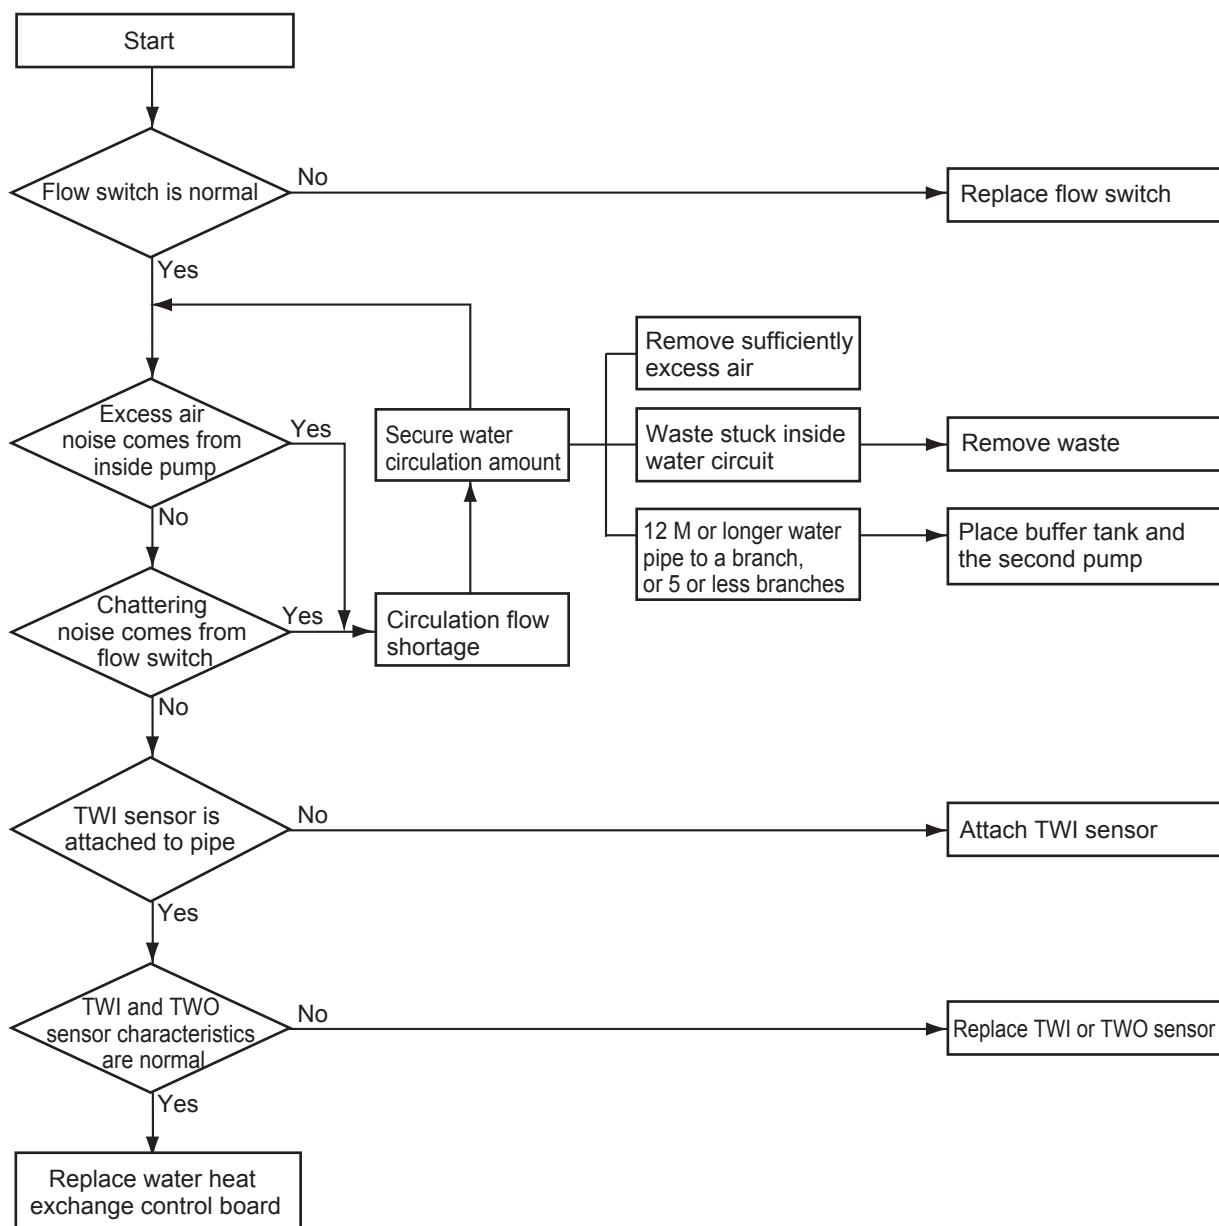 Start
Flow switch is normal
No
Replace flow switch
Yes
Remove sufficiently
excess air
Excess air
noise comes from
inside pump
Yes
Secure water
circulation amount
Waste stuck inside
water circuit
Remove waste
No
12 M or longer water
pipe to a branch,
or 5 or less branches
Place buffer tank and
the second pump
Chattering
noise comes from
flow switch
Yes
Circulation flow
shortage
No
TWI sensor is
attached to pipe
No
Attach TWI sensor
Yes
TWI and TWO
sensor characteristics
are normal
No
Replace TWI or TWO sensor
Yes
Replace water heat
exchange control board